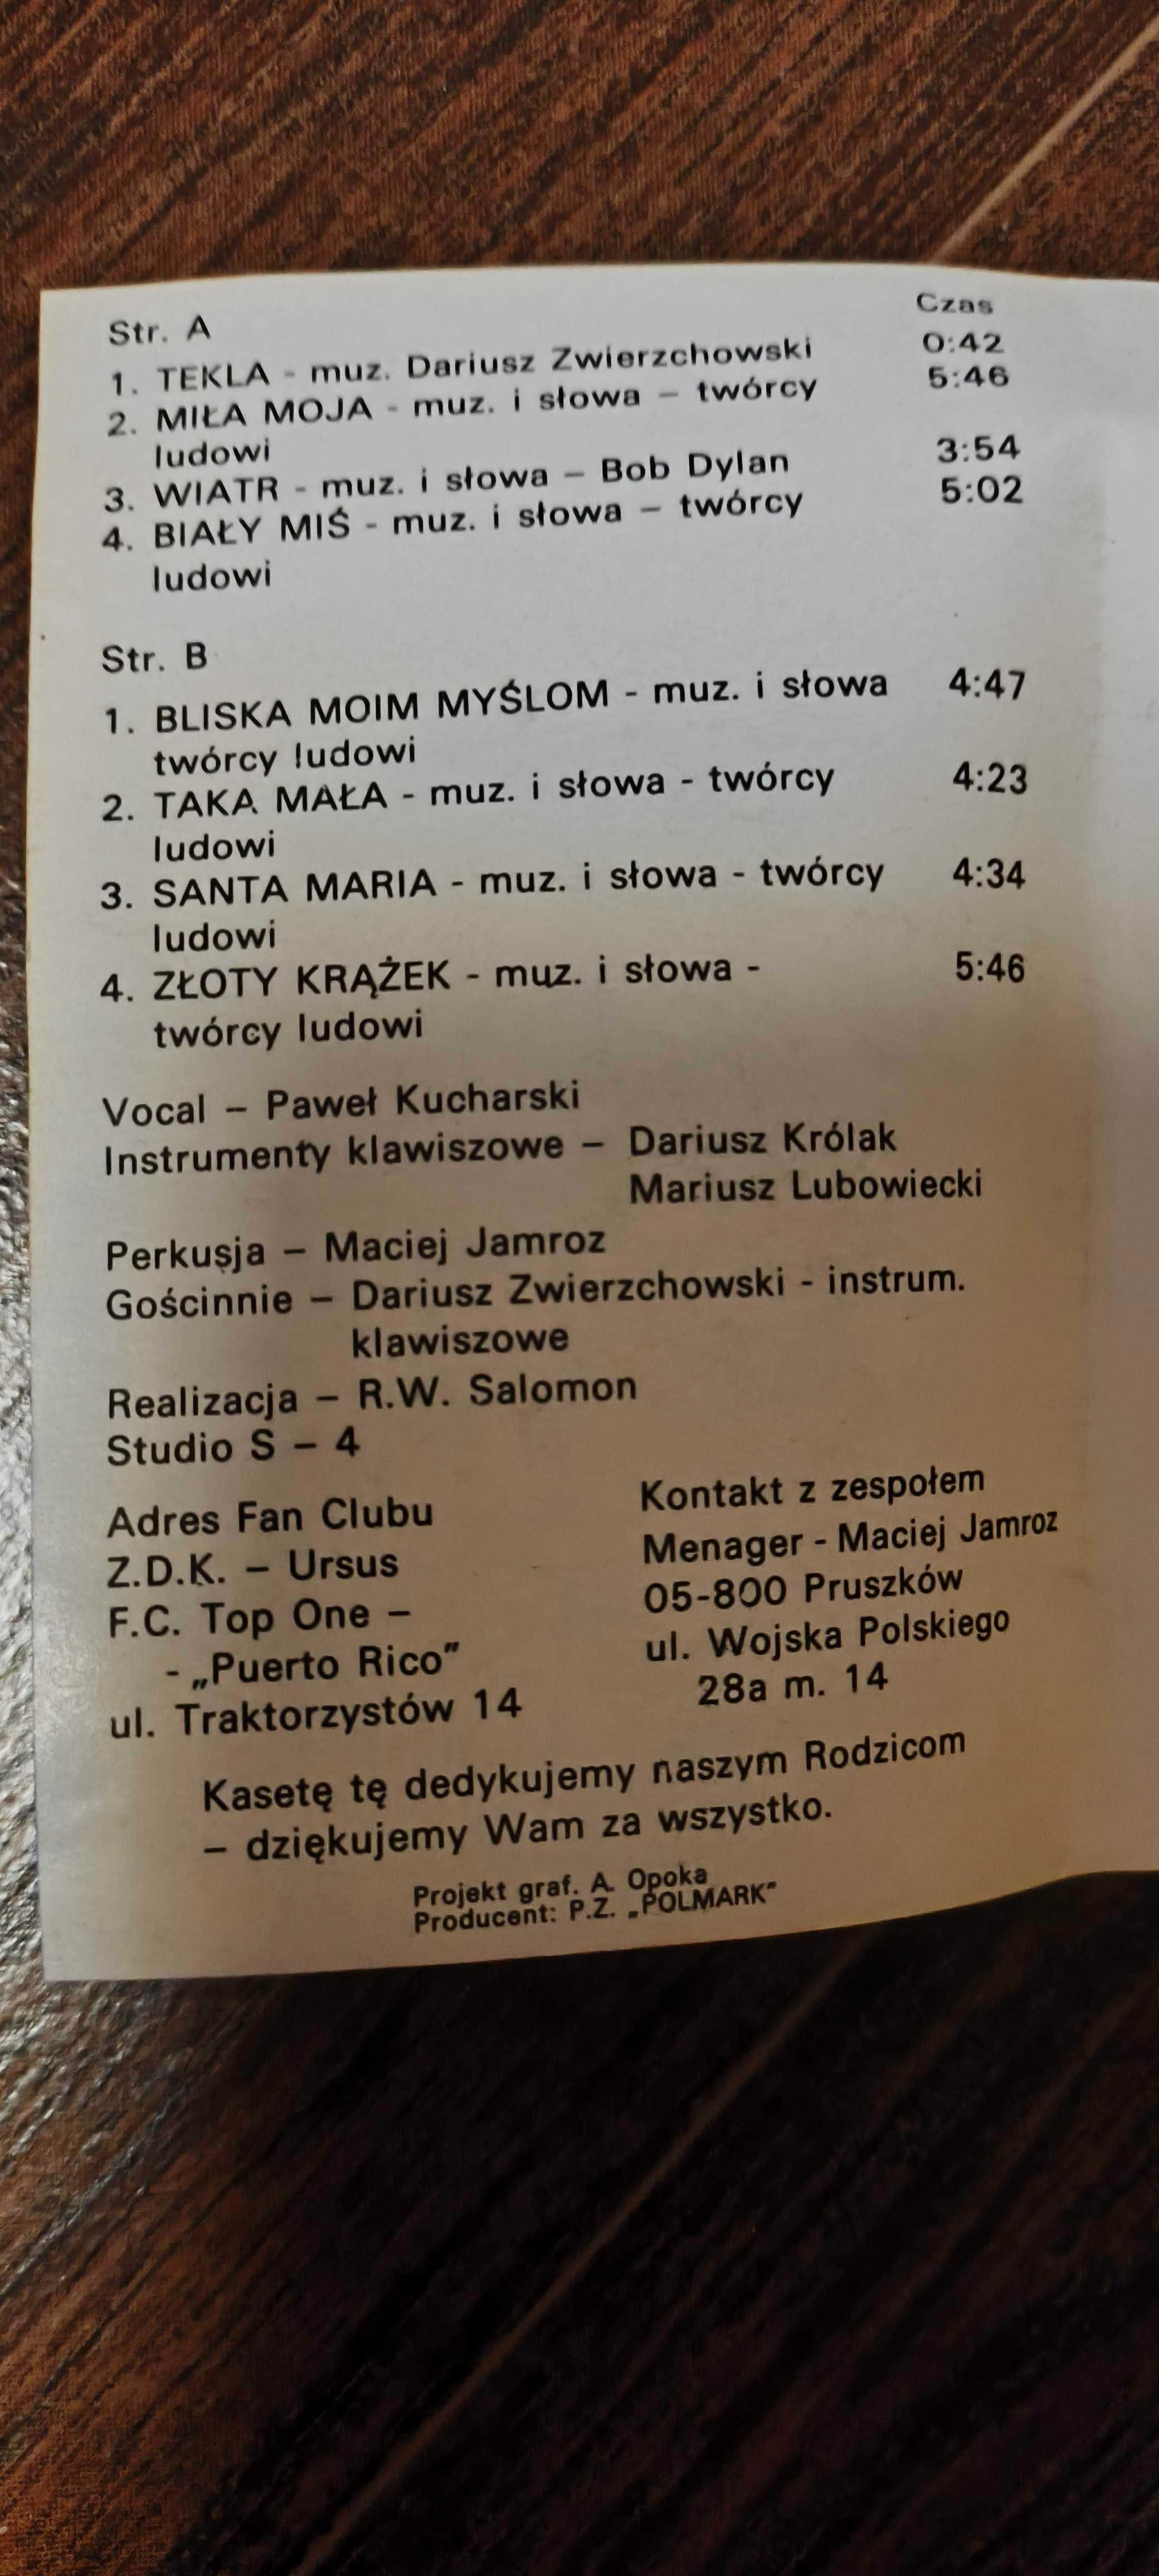 Czas
Str. A
1. TEKLA - muz. Dariusz Zwierzchowski 0:42
2. MIŁA MOJA - muz. i słowa – twórcy 5:46
ludowi
3. WIATR - muz. i słowa – Bob Dylan 3:54
4. BIAŁY MIŚ - muz. i słowa – twórcy 5:02
ludowi
Str. B
1. BLISKA MOIM MYŚLOM - muz. i słowa 4:47
twórcy ludowi
2. TAKA MAŁA - muz. i słowa - twórcy 4:23
ludowi
3. SANTA MARIA - muz. i słowa - twórcy 4:34
ludowi
4. ZŁOTY KRĄŻEK - muz. i słowa - 5:46
twórcy ludowi
Vocal – Paweł Kucharski
Instrumenty klawiszowe – Dariusz Królak
Mariusz Lubowiecki
Perkusja – Maciej Jamroz
Gościnnie – Dariusz Zwierzchowski - instrum.
klawiszowe
Realizacja – R.W. Salomon
Studio S – 4
Adres Fan Clubu
Z.D.K. – Ursus
F.C. Top One –
- „Puerto Rico”
ul. Traktorzystów 14
Kontakt z zespołem
Menager - Maciej Jamroz
05-800 Pruszków
ul. Wojska Polskiego
28a m. 14
Kasetę tę dedykujemy naszym Rodzicom
– dziękujemy Wam za wszystko.
Projekt graf. A. Opoka
Producent: P.Z. „POLMARK”